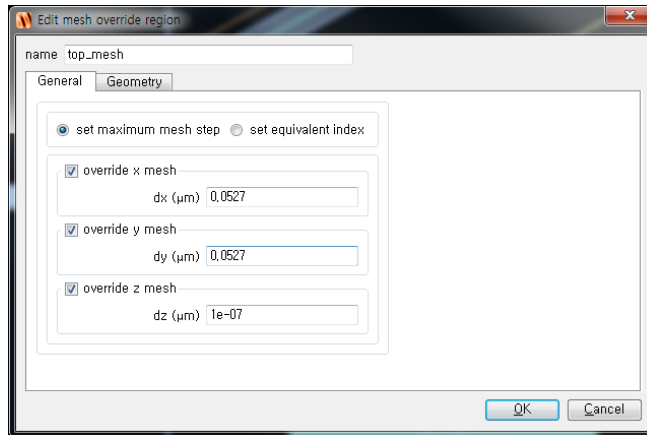 Edit mesh override region
name top_mesh
General Geometry
set maximum mesh step set equivalent index
override x mesh
dx (μm) 0.0527
override y mesh
dy (μm) 0.0527
override z mesh
dz (μm) 1e-07
OK Cancel